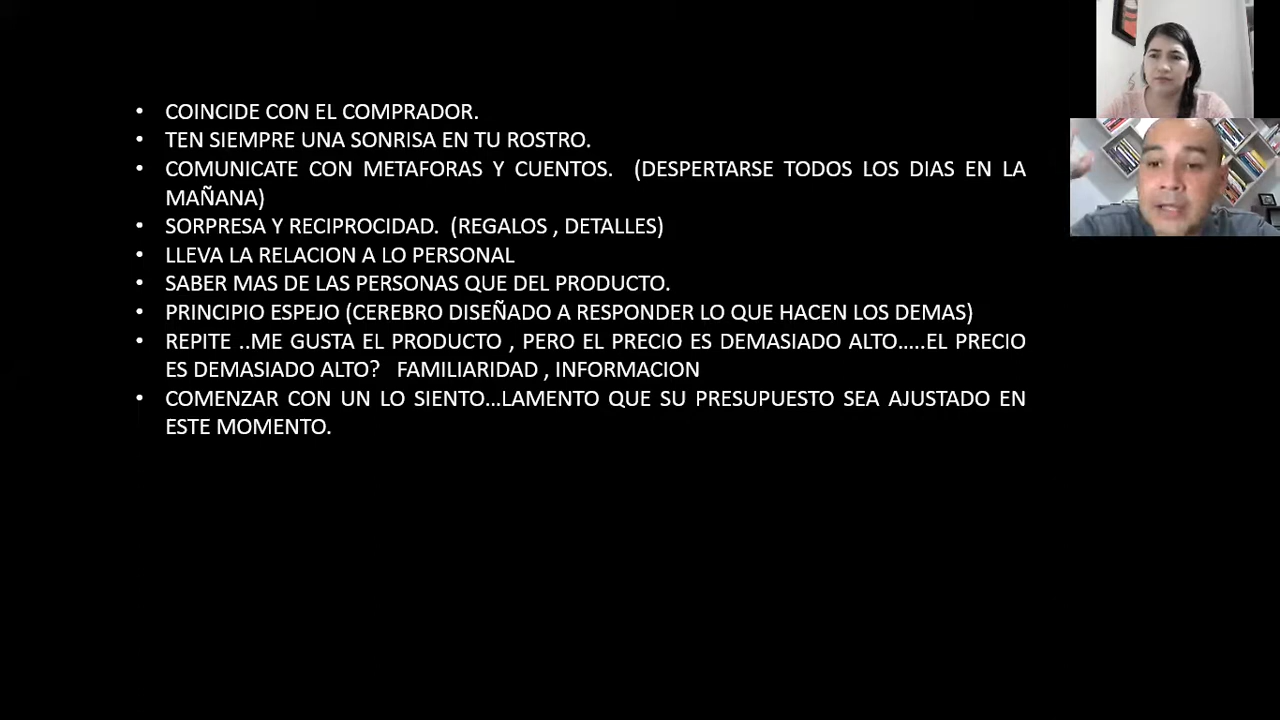 • COINCIDE CON EL COMPRADOR.
• TEN SIEMPRE UNA SONRISA EN TU ROSTRO.
• COMUNICATE CON METAFORAS Y CUENTOS. (DESPERTARSE TODOS LOS DIAS EN LA
MAÑANA)
• SORPRESA Y RECIPROCIDAD. (REGALOS , DETALLES)
• LLEVA LA RELACION A LO PERSONAL
• SABER MAS DE LAS PERSONAS QUE DEL PRODUCTO.
• PRINCIPIO ESPEJO (CEREBRO DISEÑADO A RESPONDER LO QUE HACEN LOS DEMAS)
• REPITE ..ME GUSTA EL PRODUCTO , PERO EL PRECIO ES DEMASIADO ALTO.....EL PRECIO
ES DEMASIADO ALTO? FAMILIARIDAD , INFORMACION
• COMENZAR CON UN LO SIENTO...LAMENTO QUE SU PRESUPUESTO SEA AJUSTADO EN
ESTE MOMENTO.